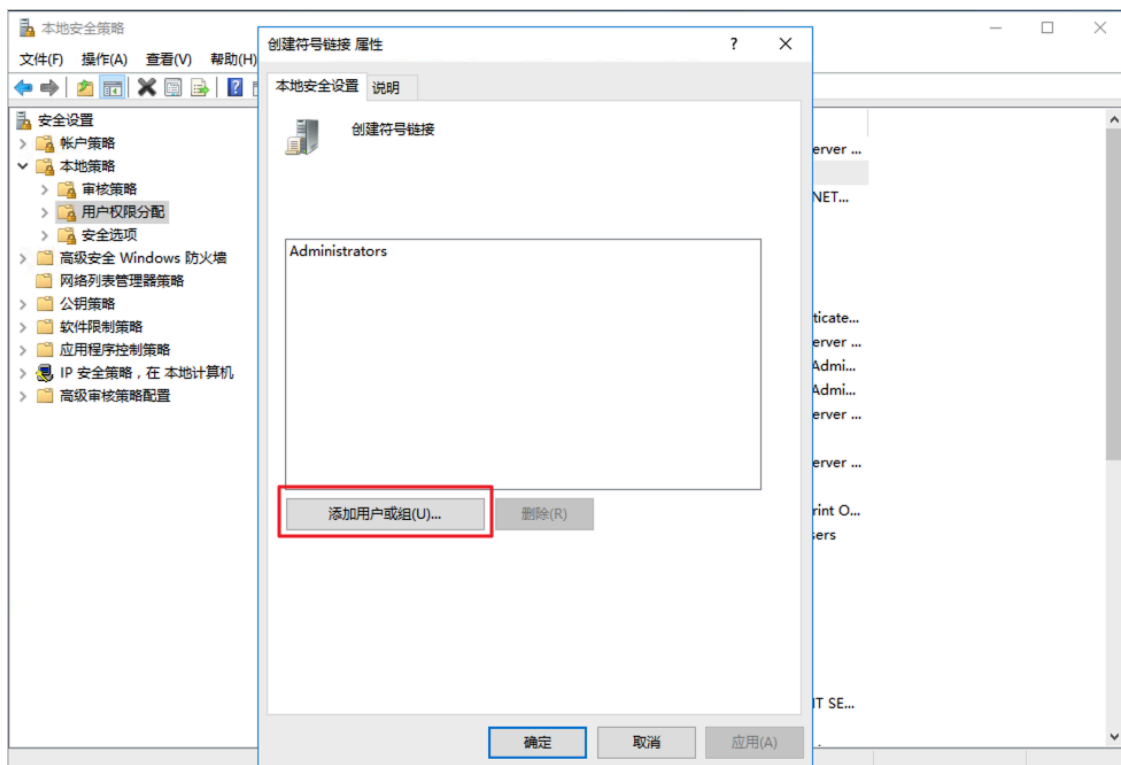 本地安全策略
文件(F) 操作(A) 查看(V) 帮助(H)
安全设置
帐户策略
本地策略
审核策略
用户权限分配
安全选项
高级安全 Windows 防火墙
网络列表管理器策略
公钥策略
软件限制策略
应用程序控制策略
IP 安全策略，在 本地计算机
高级审核策略配置
创建符号链接 属性
本地安全设置 说明
创建符号链接
Administrators
添加用户或组(U)... 删除(R)
确定 取消 应用(A)
erver ...
NET...
ticate...
erver ...
Admi...
Admi...
erver ...
erver ...
rint O...
sers
IT SE...